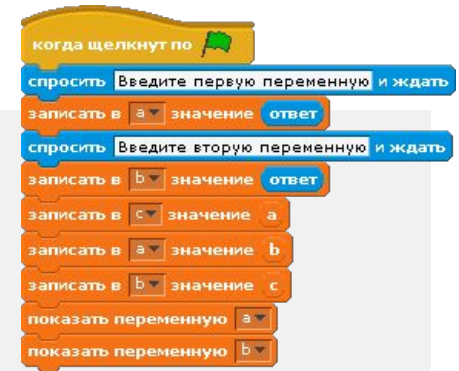 когда щелкнут по
спросить Введите первую переменную и ждать
записать в a значение ответ
спросить Введите вторую переменную и ждать
записать в b значение ответ
записать в c значение a
записать в a значение b
записать в b значение c
показать переменную a
показать переменную b